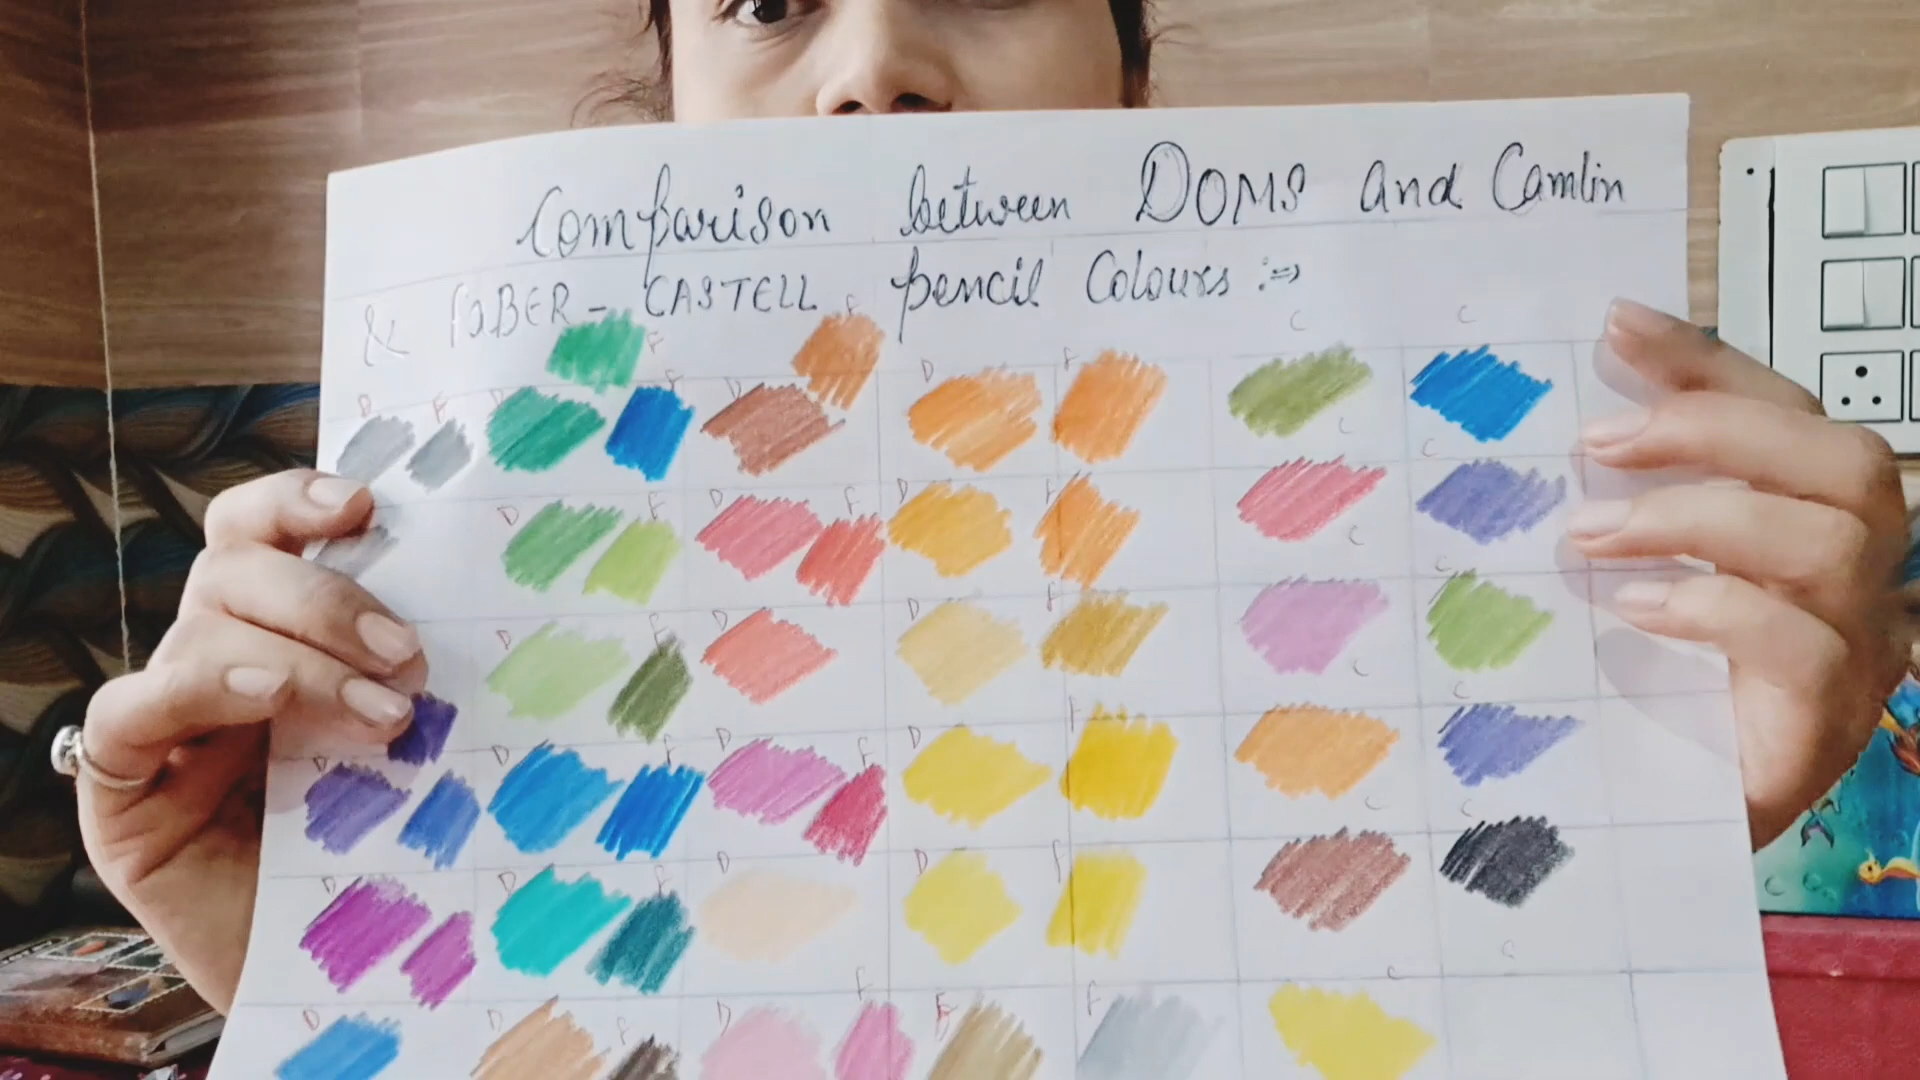 Comparison between DOMS and Camlin
& FABER - CASTELL pencil Colours :=>
F F C C
D F D F D D F
C C
D F D F D F
C C
D F D D F
C C
D D F D F D F
C C
D D F D D F
C C
D D F D F F F